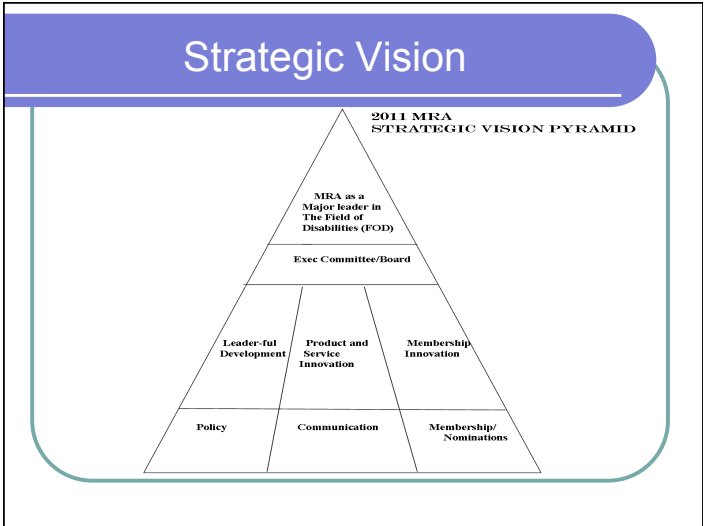 Strategic Vision
2011 MRA
STRATEGIC VISION PYRAMID
MRA as a
Major leader in
The Field of
Disabilities (FOD)
Exec Committee/Board
Leader-ful
Development
Product and
Service
Innovation
Membership
Innovation
Policy
Communication
Membership/
Nominations